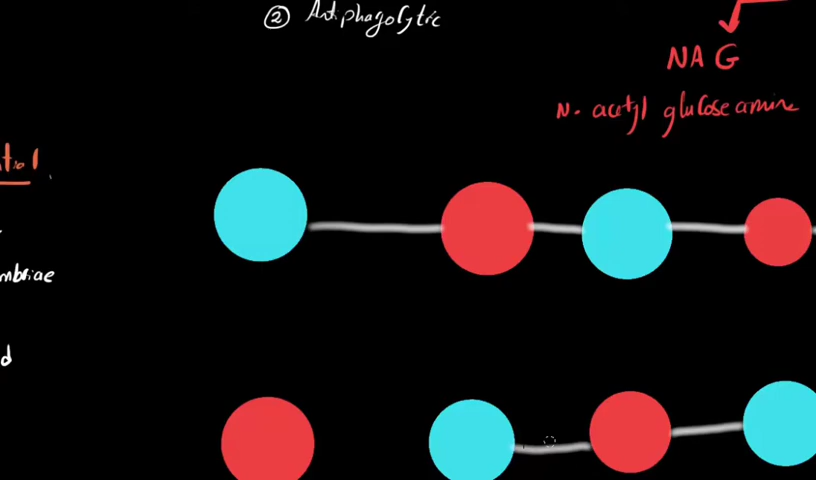 ② Antiphagocytic
NAG
N. acetyl glucose amine
mbriae
d